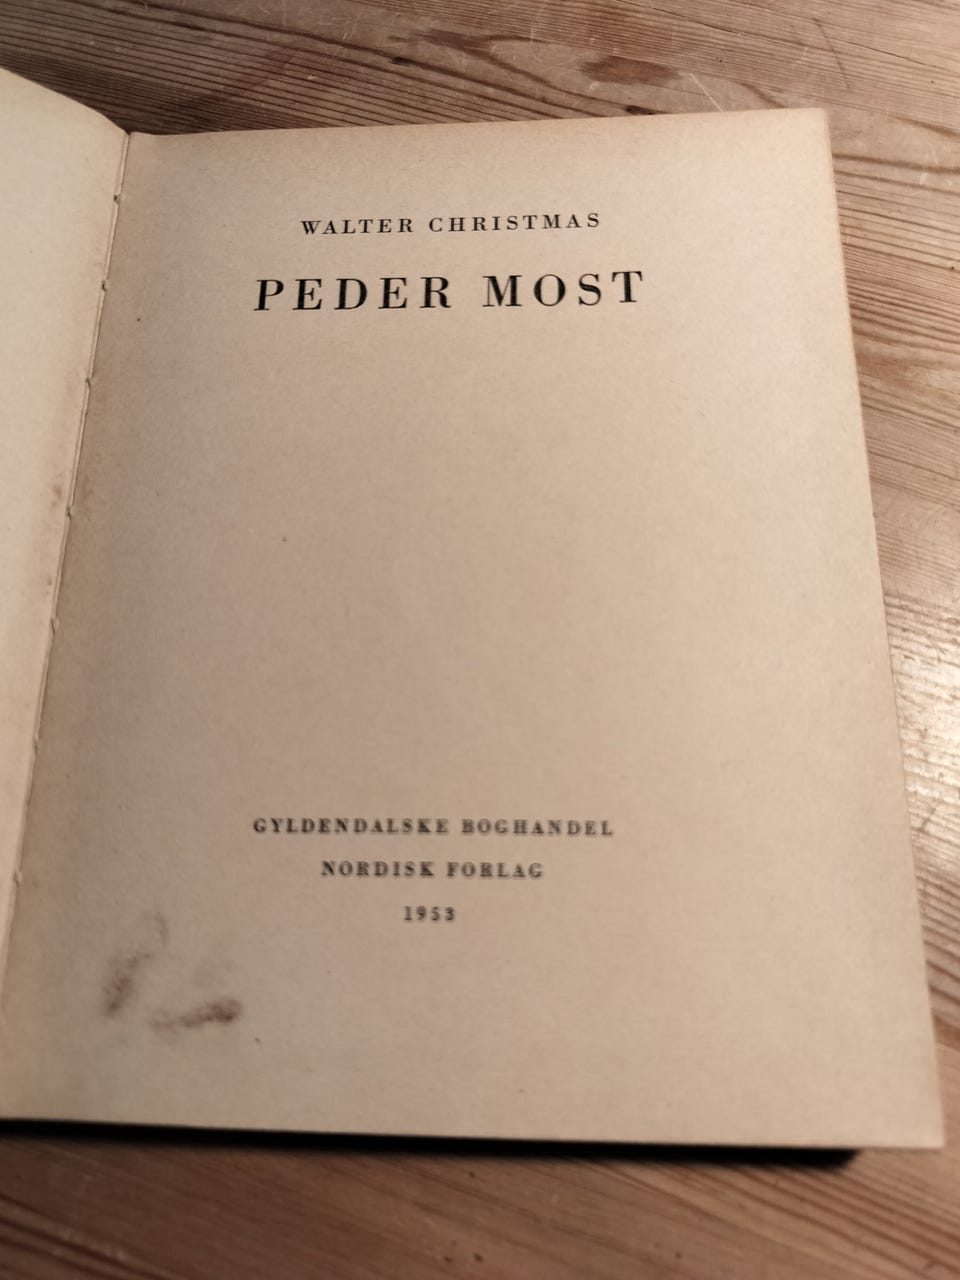 WALTER CHRISTMAS
PEDER MOST
GYLDENDALSKE BOGHANDEL
NORDISK FORLAG
1953